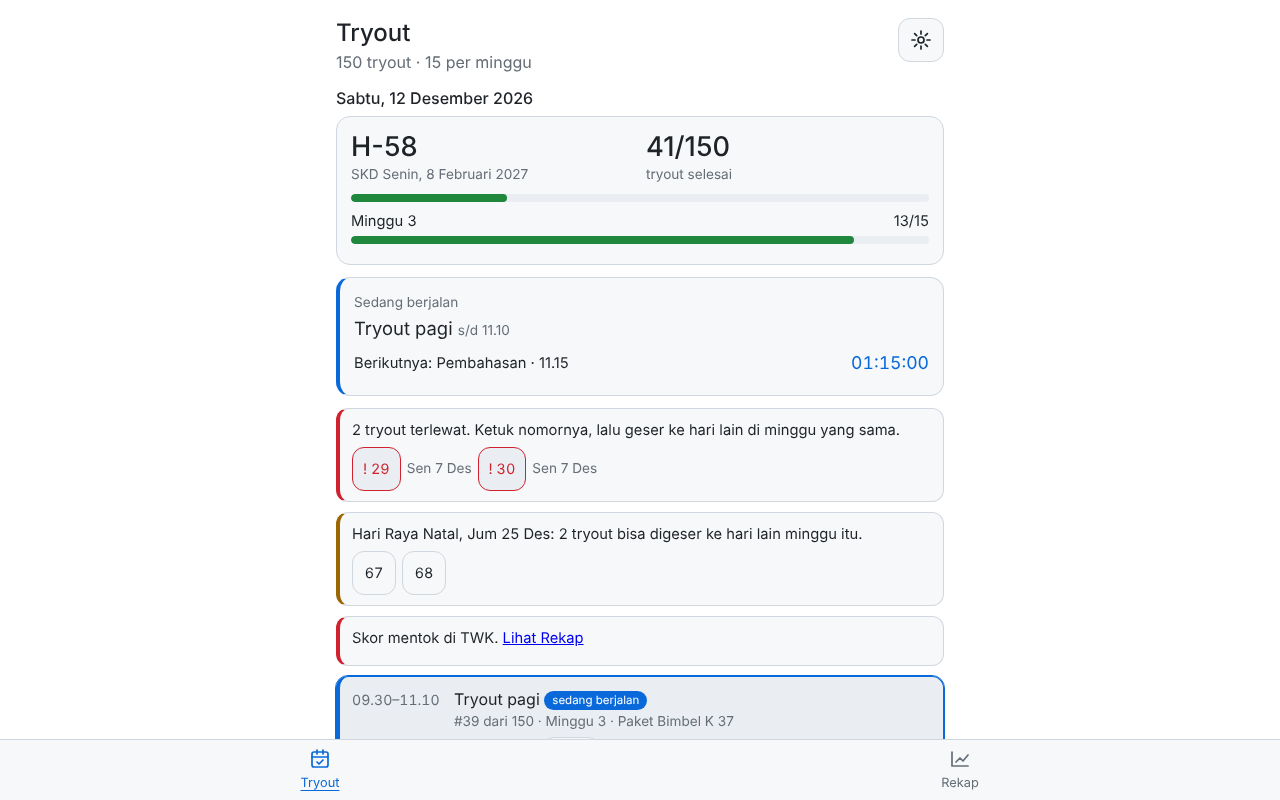 Tryout
150 tryout · 15 per minggu
Sabtu, 12 Desember 2026
H-58
SKD Senin, 8 Februari 2027
41/150
tryout selesai
Minggu 3
13/15
Sedang berjalan
Tryout pagi s/d 11.10
Berikutnya: Pembahasan · 11.15
01:15:00
2 tryout terlewat. Ketuk nomornya, lalu geser ke hari lain di minggu yang sama.
! 29 Sen 7 Des ! 30 Sen 7 Des
Hari Raya Natal, Jum 25 Des: 2 tryout bisa digeser ke hari lain minggu itu.
67 68
Skor mentok di TWK. Lihat Rekap
09.30–11.10 Tryout pagi sedang berjalan
#39 dari 150 · Minggu 3 · Paket Bimbel K 37
Tryout
Rekap